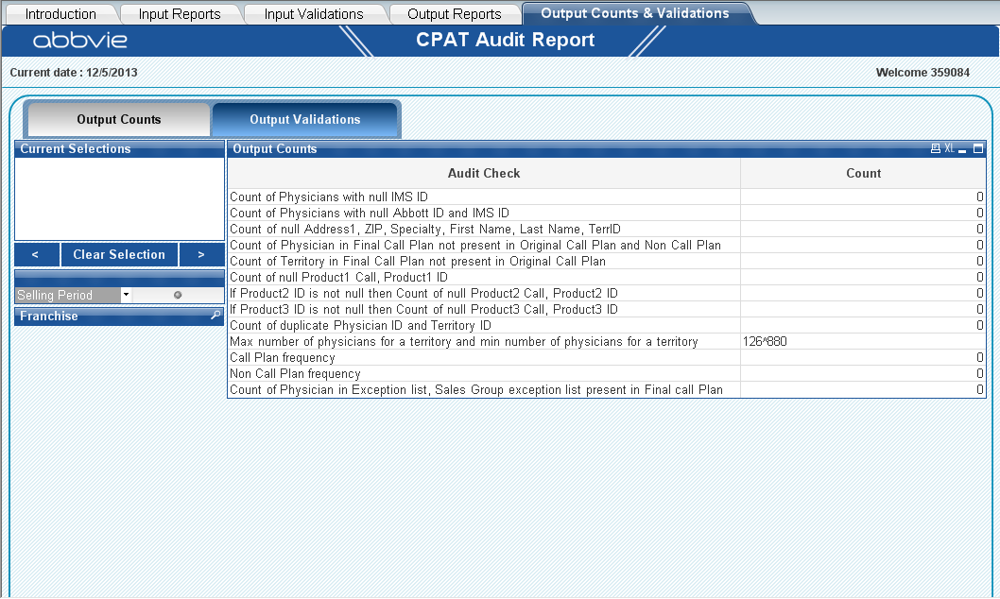 Introduction
Input Reports
Input Validations
Output Reports
Output Counts & Validations
abbvie
CPAT Audit Report
Current date : 12/5/2013
Welcome 359084
Output Counts
Output Validations
Current Selections
Output Counts
XL
Audit Check Count
Count of Physicians with null IMS ID 0
Count of Physicians with null Abbott ID and IMS ID 0
Count of null Address1, ZIP, Specialty, First Name, Last Name, TerrID 0
Count of Physician in Final Call Plan not present in Original Call Plan and Non Call Plan 0
Count of Territory in Final Call Plan not present in Original Call Plan 0
Count of null Product1 Call, Product1 ID 0
If Product2 ID is not null then Count of null Product2 Call, Product2 ID 0
If Product3 ID is not null then Count of null Product3 Call, Product3 ID 0
Count of duplicate Physician ID and Territory ID 0
Max number of physicians for a territory and min number of physicians for a territory 126^880
Call Plan frequency 0
Non Call Plan frequency 0
Count of Physician in Exception list, Sales Group exception list present in Final call Plan 0
< Clear Selection >
Selling Period
Franchise